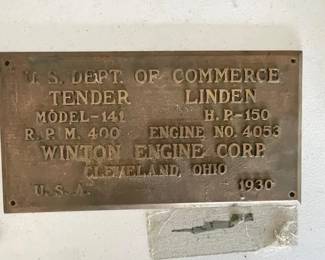 U.S. DEPT. OF COMMERCE
TENDER LINDEN
MODEL-141 H.P.-150
R.P.M. 400 ENGINE NO. 4053
WINTON ENGINE CORP.
CLEVELAND, OHIO
U.S.A. 1930